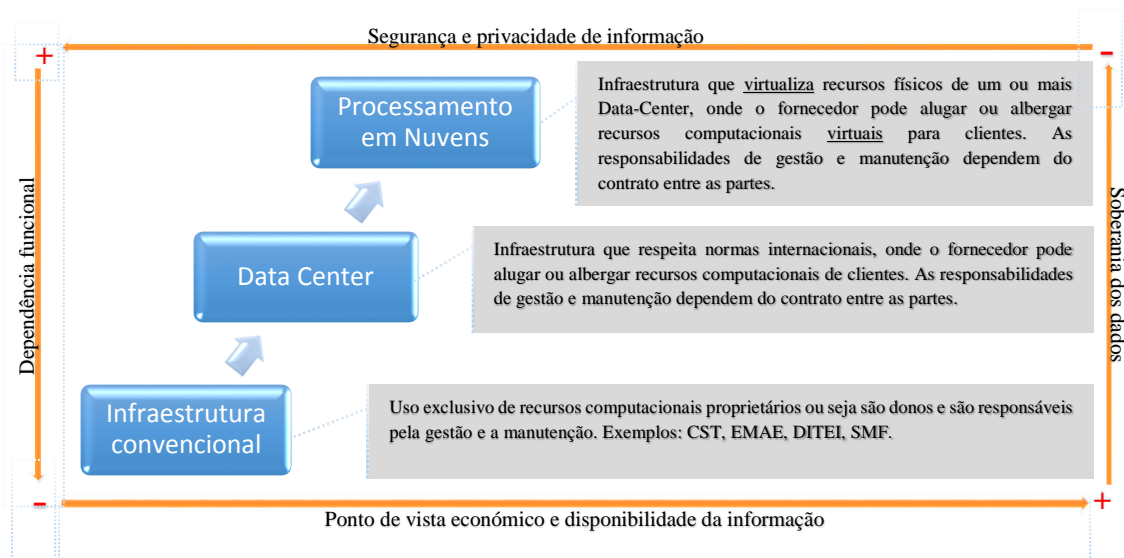 Segurança e privacidade de informação
+
-
Processamento
em Nuvens
Infraestrutura que virtualiza recursos físicos de um ou mais
Data-Center, onde o fornecedor pode alugar ou albergar
recursos computacionais virtuais para clientes. As
responsabilidades de gestão e manutenção dependem do
contrato entre as partes.
Dependência funcional
Soberania dos dados
Data Center
Infraestrutura que respeita normas internacionais, onde o fornecedor pode
alugar ou albergar recursos computacionais de clientes. As responsabilidades
de gestão e manutenção dependem do contrato entre as partes.
Infraestrutura
convencional
Uso exclusivo de recursos computacionais proprietários ou seja são donos e são responsáveis
pela gestão e a manutenção. Exemplos: CST, EMAE, DITEI, SMF.
-
+
Ponto de vista económico e disponibilidade da informação